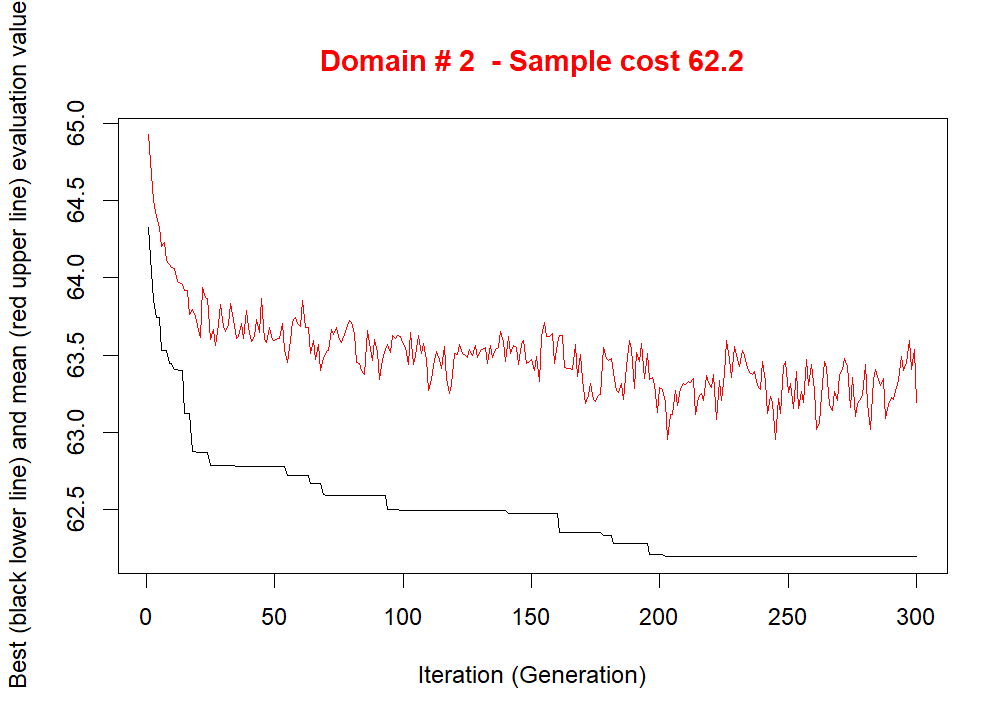 Domain # 2  - Sample cost 62.2
Best (black lower line) and mean (red upper line) evaluation value
65.0
64.5
64.0
63.5
63.0
62.5
0 50 100 150 200 250 300
Iteration (Generation)